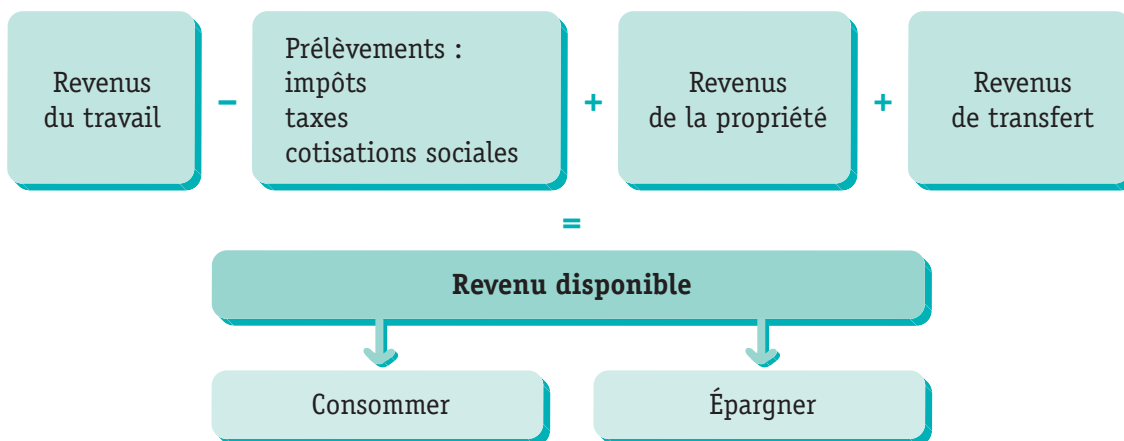 Revenus
du travail
–
Prélèvements :
impôts
taxes
cotisations sociales
+
Revenus
de la propriété
+
Revenus
de transfert
=
Revenu disponible
Consommer
Épargner